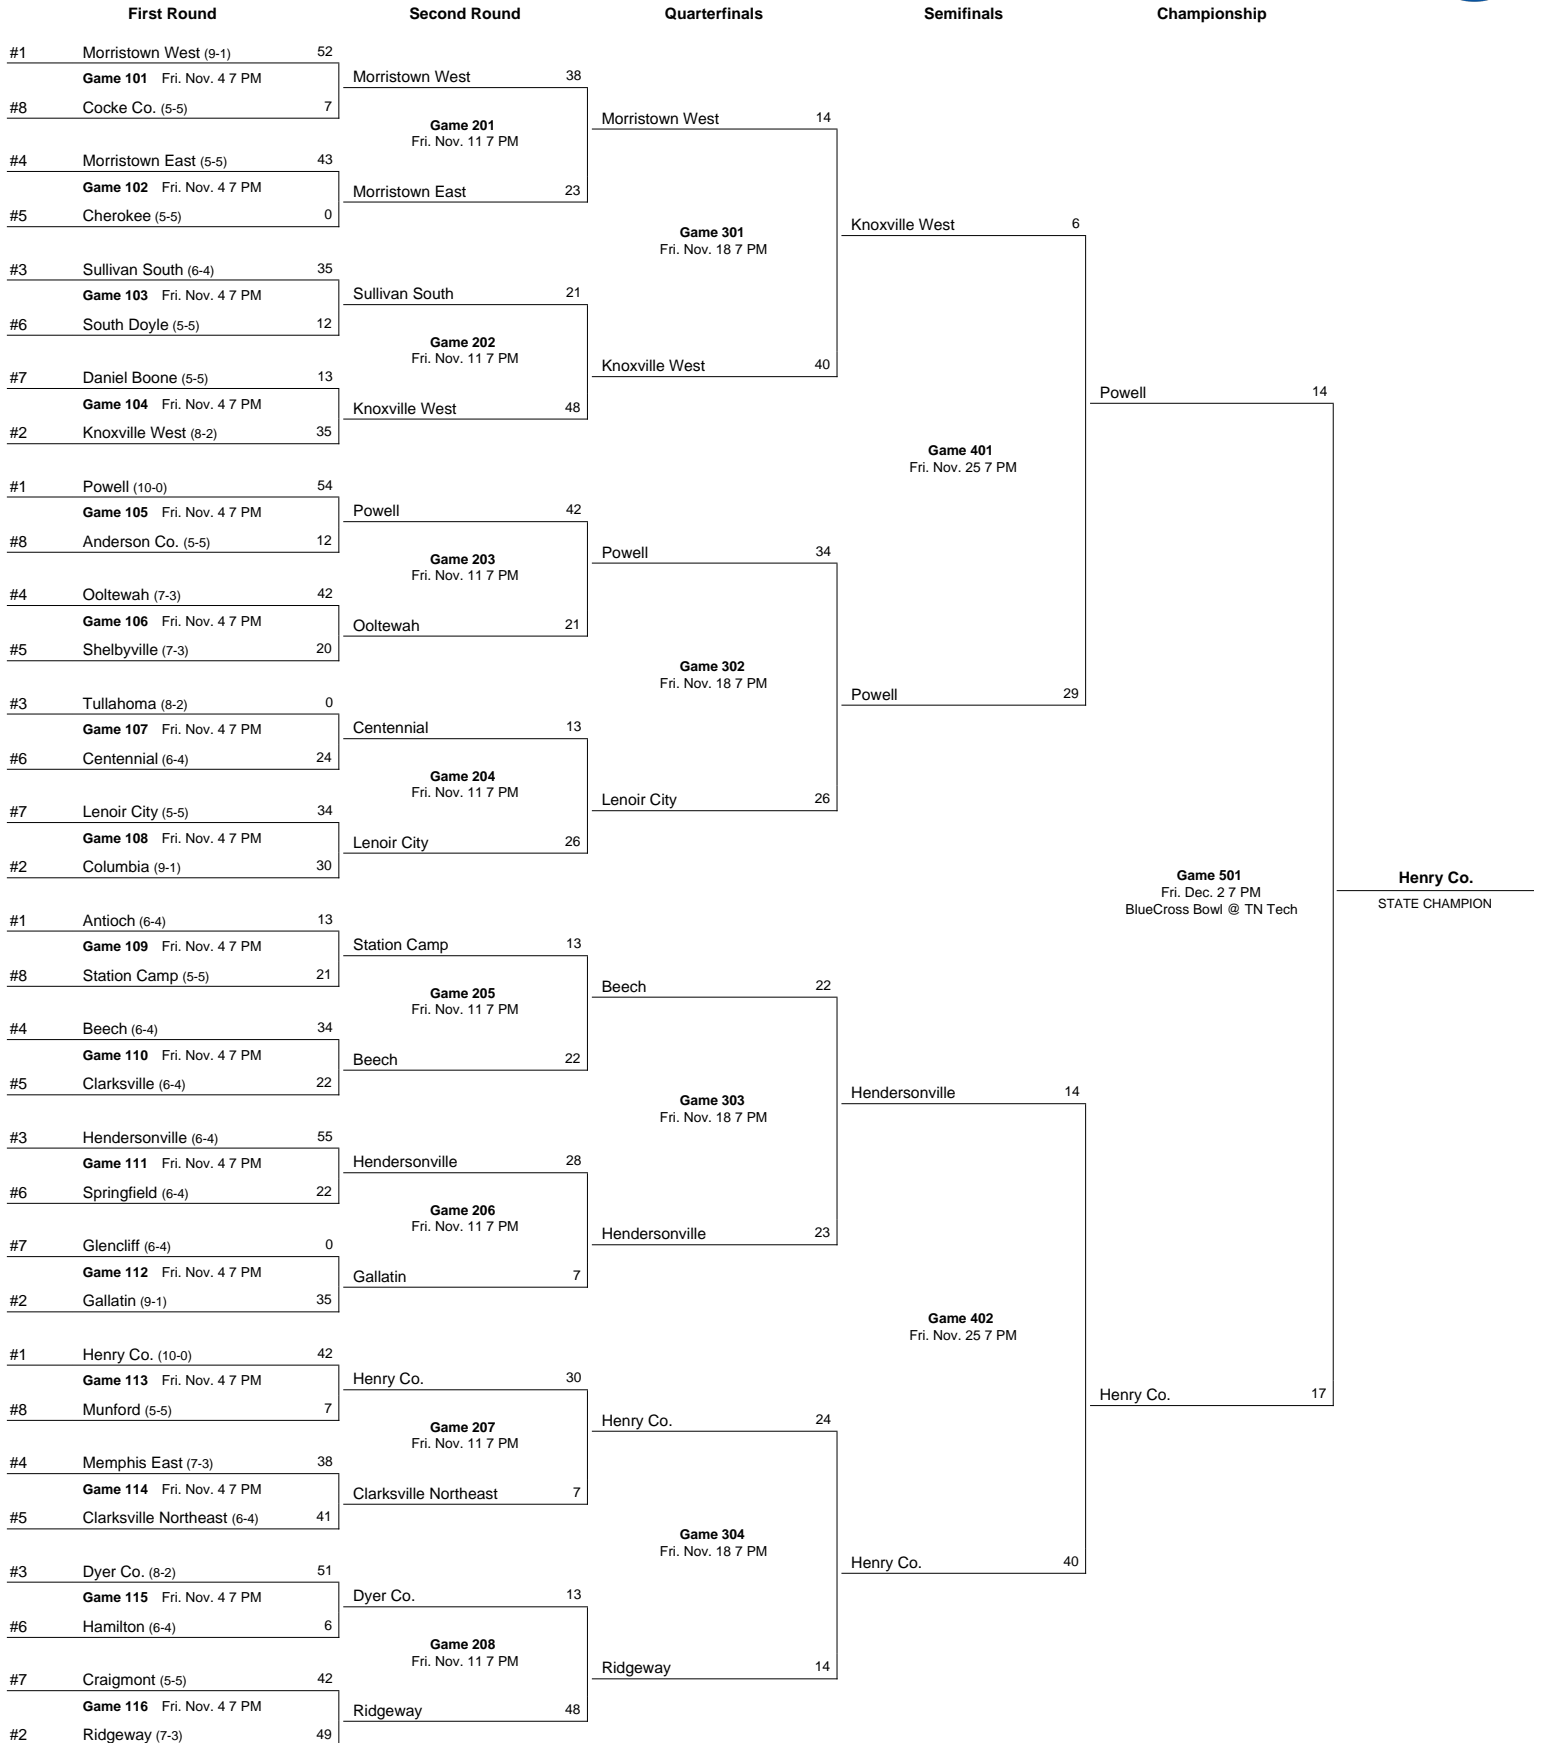 First Round Second Round Quarterfinals Semifinals Championship
#1 Morristown West (9-1) 52
Game 101 Fri. Nov. 4 7 PM
#8 Cocke Co. (5-5) 7
#4 Morristown East (5-5) 43
Game 102 Fri. Nov. 4 7 PM
#5 Cherokee (5-5) 0
#3 Sullivan South (6-4) 35
Game 103 Fri. Nov. 4 7 PM
#6 South Doyle (5-5) 12
#7 Daniel Boone (5-5) 13
Game 104 Fri. Nov. 4 7 PM
#2 Knoxville West (8-2) 35
#1 Powell (10-0) 54
Game 105 Fri. Nov. 4 7 PM
#8 Anderson Co. (5-5) 12
#4 Ooltewah (7-3) 42
Game 106 Fri. Nov. 4 7 PM
#5 Shelbyville (7-3) 20
#3 Tullahoma (8-2) 0
Game 107 Fri. Nov. 4 7 PM
#6 Centennial (6-4) 24
#7 Lenoir City (5-5) 34
Game 108 Fri. Nov. 4 7 PM
#2 Columbia (9-1) 30
#1 Antioch (6-4) 13
Game 109 Fri. Nov. 4 7 PM
#8 Station Camp (5-5) 21
#4 Beech (6-4) 34
Game 110 Fri. Nov. 4 7 PM
#5 Clarksville (6-4) 22
#3 Hendersonville (6-4) 55
Game 111 Fri. Nov. 4 7 PM
#6 Springfield (6-4) 22
#7 Glencliff (6-4) 0
Game 112 Fri. Nov. 4 7 PM
#2 Gallatin (9-1) 35
#1 Henry Co. (10-0) 42
Game 113 Fri. Nov. 4 7 PM
#8 Munford (5-5) 7
#4 Memphis East (7-3) 38
Game 114 Fri. Nov. 4 7 PM
#5 Clarksville Northeast (6-4) 41
#3 Dyer Co. (8-2) 51
Game 115 Fri. Nov. 4 7 PM
#6 Hamilton (6-4) 6
#7 Craigmont (5-5) 42
Game 116 Fri. Nov. 4 7 PM
#2 Ridgeway (7-3) 49
Morristown West 38
Game 201
Fri. Nov. 11 7 PM
Morristown East 23
Sullivan South 21
Game 202
Fri. Nov. 11 7 PM
Knoxville West 48
Powell 42
Game 203
Fri. Nov. 11 7 PM
Ooltewah 21
Centennial 13
Game 204
Fri. Nov. 11 7 PM
Lenoir City 26
Station Camp 13
Game 205
Fri. Nov. 11 7 PM
Beech 22
Hendersonville 28
Game 206
Fri. Nov. 11 7 PM
Gallatin 7
Henry Co. 30
Game 207
Fri. Nov. 11 7 PM
Clarksville Northeast 7
Dyer Co. 13
Game 208
Fri. Nov. 11 7 PM
Ridgeway 48
Morristown West 14
Game 301
Fri. Nov. 18 7 PM
Knoxville West 40
Powell 34
Game 302
Fri. Nov. 18 7 PM
Lenoir City 26
Beech 22
Game 303
Fri. Nov. 18 7 PM
Hendersonville 23
Henry Co. 24
Game 304
Fri. Nov. 18 7 PM
Ridgeway 14
Knoxville West 6
Game 401
Fri. Nov. 25 7 PM
Powell 29
Hendersonville 14
Game 402
Fri. Nov. 25 7 PM
Henry Co. 40
Powell 14
Game 501
Fri. Dec. 2 7 PM
BlueCross Bowl @ TN Tech
Henry Co. 17
Henry Co.
STATE CHAMPION